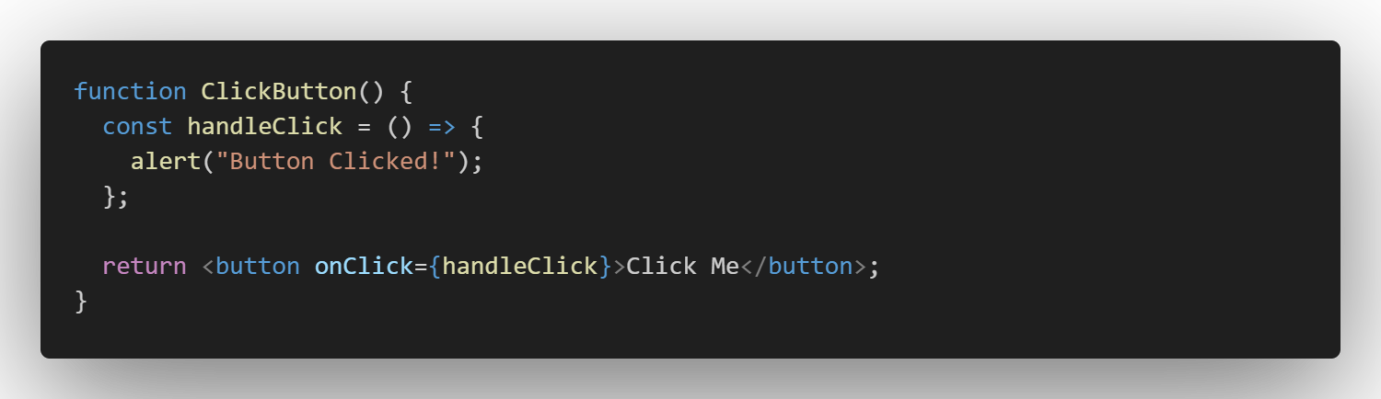 function ClickButton() {
  const handleClick = () => {
    alert("Button Clicked!");
  };

  return <button onClick={handleClick}>Click Me</button>;
}